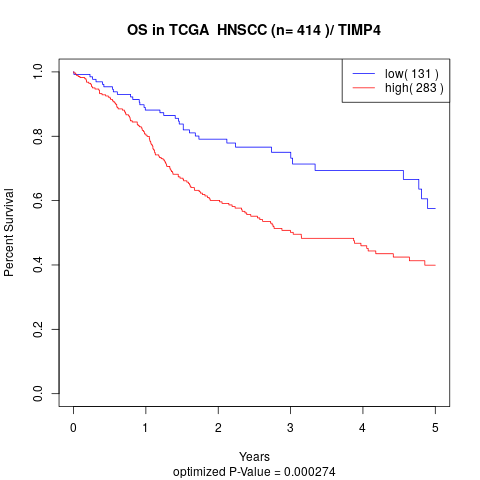 OS in TCGA HNSCC (n= 414 )/ TIMP4
low( 131 )
high( 283 )
Percent Survival
1.0
0.8
0.6
0.4
0.2
0.0
0 1 2 3 4 5
Years
optimized P-Value = 0.000274